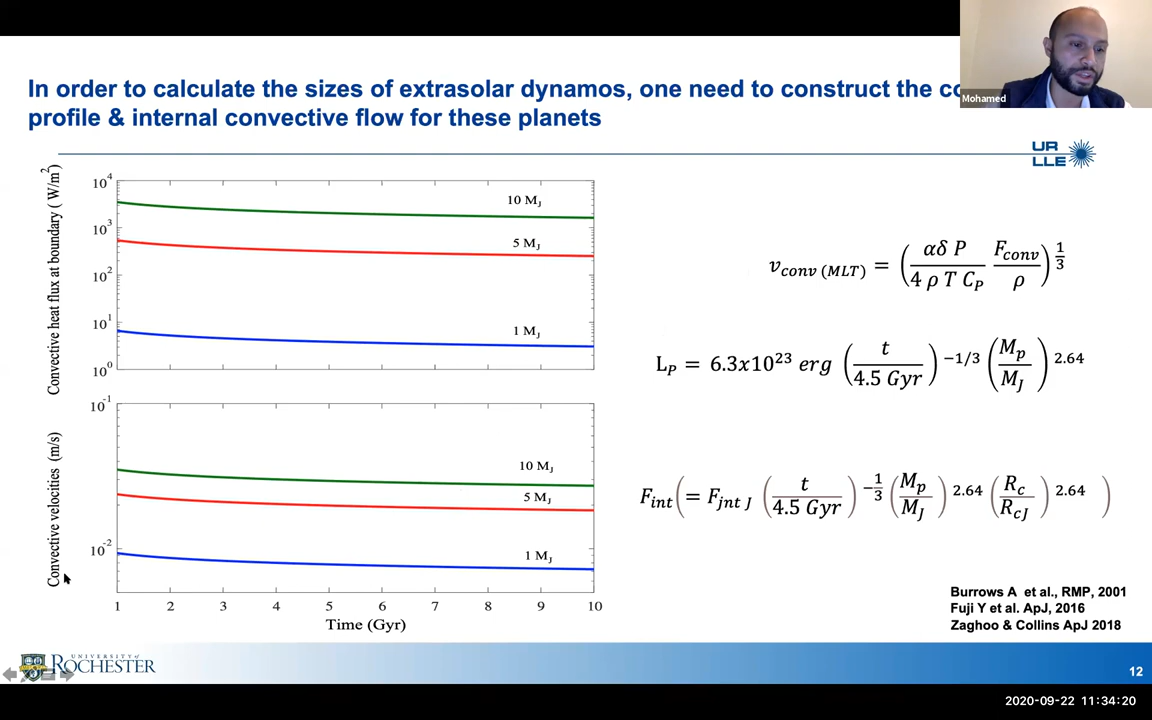 Mohamed
In order to calculate the sizes of extrasolar dynamos, one need to construct the
profile & internal convective flow for these planets
UR
LLE
Convective heat flux at boundary ( W/m²)
10⁴
10³
10²
10¹
10⁰
10 M_J
5 M_J
1 M_J
Convective velocities (m/s)
10⁻¹
10⁻²
10 M_J
5 M_J
1 M_J
1 2 3 4 5 6 7 8 9 10
Time (Gyr)
v_conv (MLT) = (αδ P / 4 ρ T C_P F_conv / ρ)^1/3
L_P = 6.3x10²³ erg (t / 4.5 Gyr)^−1/3 (M_p / M_J)^2.64
F_int (= F_jnt J (t / 4.5 Gyr)^−1/3 (M_p / M_J)^2.64 (R_c / R_cJ)^2.64 )
Burrows A et al., RMP, 2001
Fuji Y et al. ApJ, 2016
Zaghoo & Collins ApJ 2018
UNIVERSITY of
ROCHESTER
12
2020-09-22 11:34:20